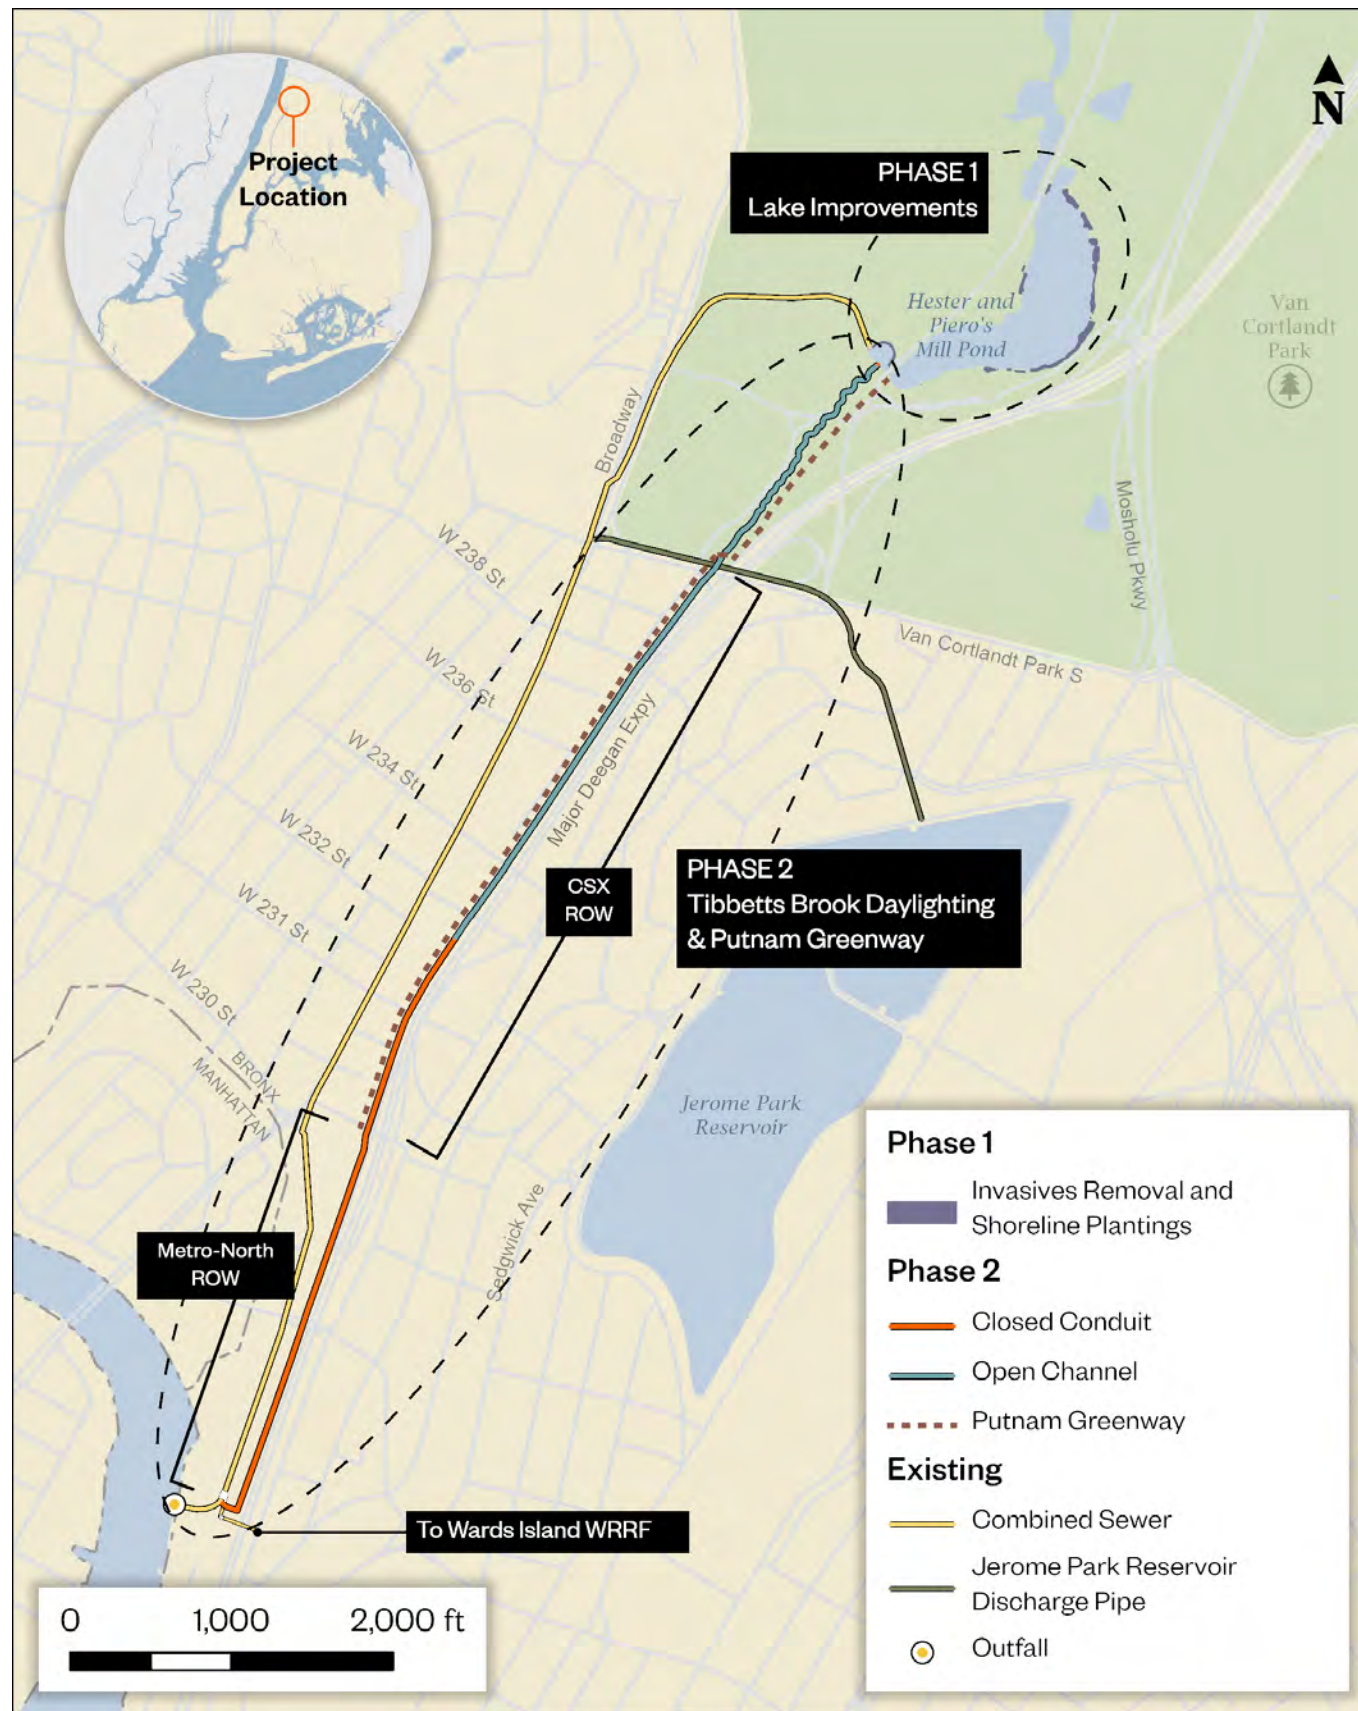 Project
Location
N
PHASE 1
Lake Improvements
Hester and
Piero's
Mill Pond
Van
Cortlandt
Park
Broadway
Mosholu Pkwy
W 238 St
Van Cortlandt Park S
W 236 St
Major Deegan Expy
W 234 St
W 232 St
CSX
ROW
PHASE 2
Tibbetts Brook Daylighting
& Putnam Greenway
W 231 St
W 230 St
BRONX
MANHATTAN
Jerome Park
Reservoir
Sedgwick Ave
Metro-North
ROW
To Wards Island WRRF
0 1,000 2,000 ft
Phase 1
Invasives Removal and
Shoreline Plantings
Phase 2
Closed Conduit
Open Channel
Putnam Greenway
Existing
Combined Sewer
Jerome Park Reservoir
Discharge Pipe
Outfall